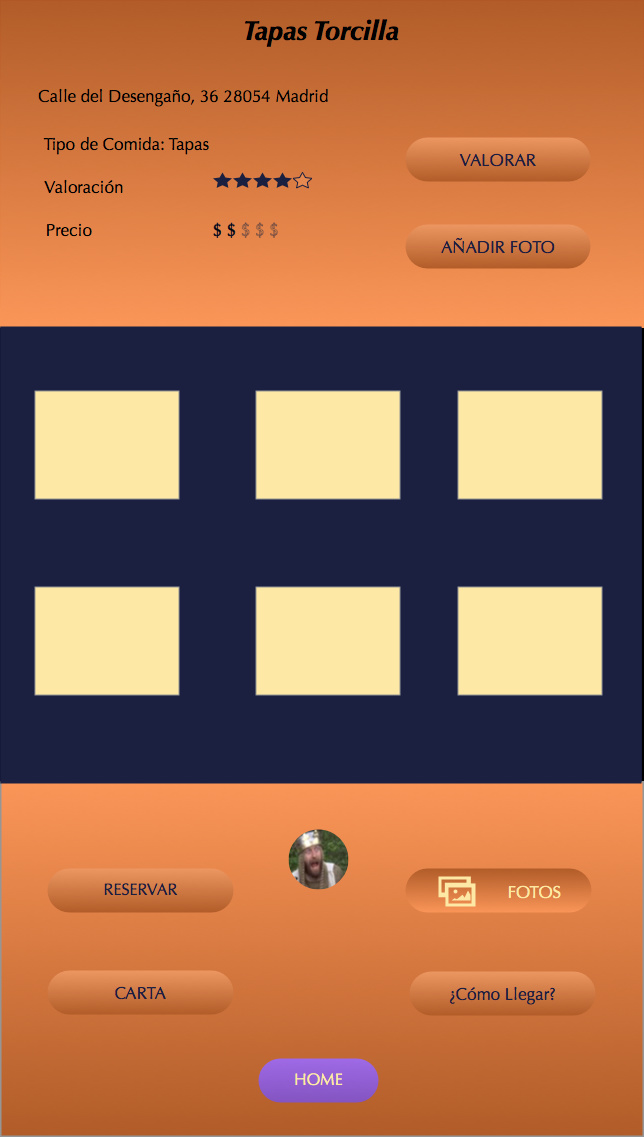 Tapas Torcilla
Calle del Desengaño, 36 28054 Madrid
Tipo de Comida: Tapas
VALORAR
Valoración
Precio
$ $ $ $ $
AÑADIR FOTO
RESERVAR
FOTOS
CARTA
¿Cómo Llegar?
HOME